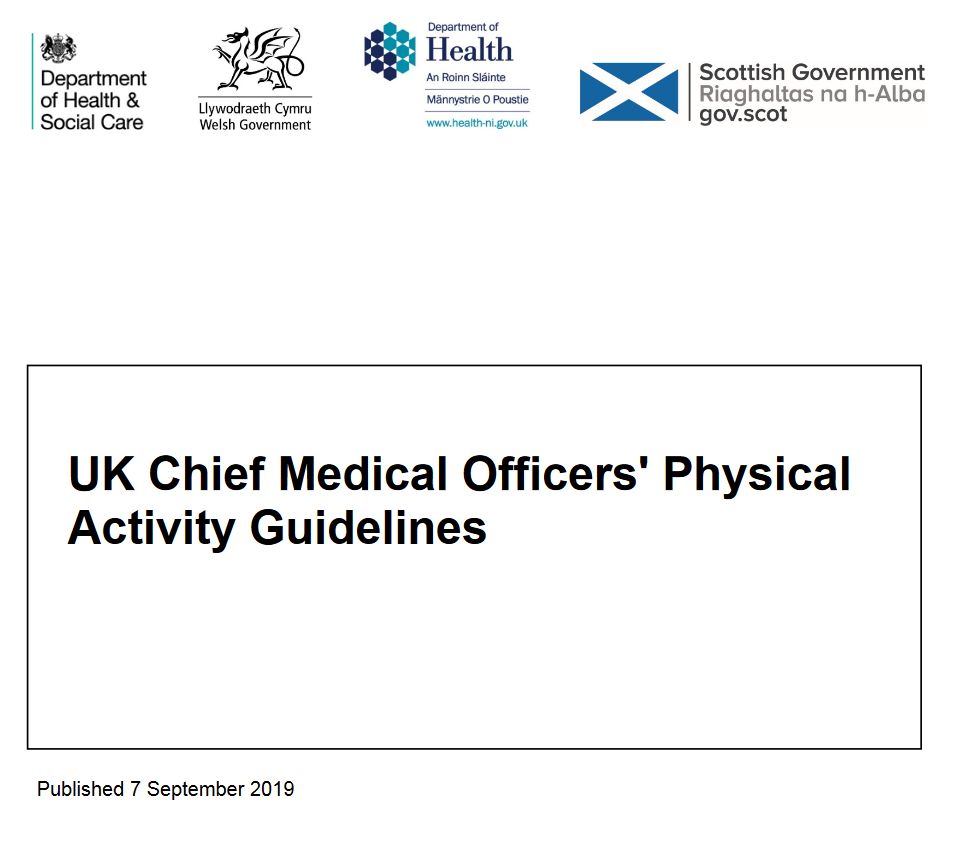 Department
of Health &
Social Care
Llywodraeth Cymru
Welsh Government
Department of
Health
An Roinn Sláinte
Männystrie O Poustie
www.health-ni.gov.uk
Scottish Government
Riaghaltas na h-Alba
gov.scot
UK Chief Medical Officers' Physical
Activity Guidelines
Published 7 September 2019